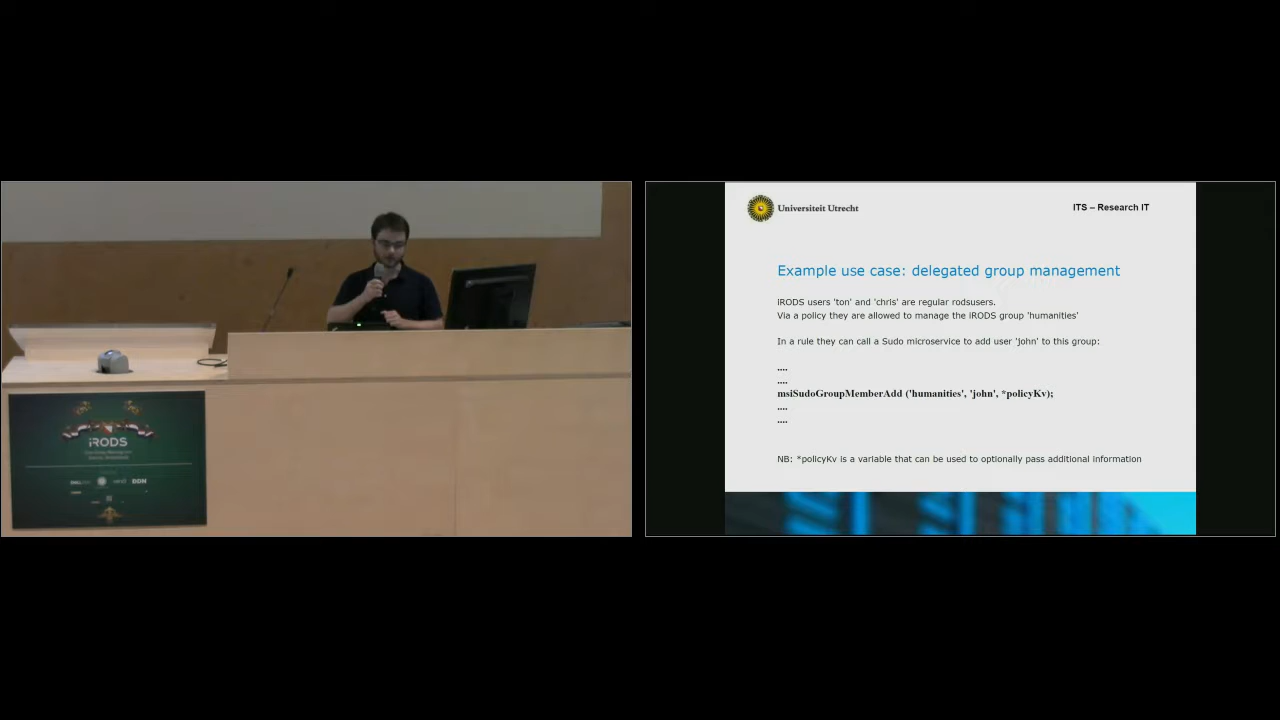 iRODS
DDN
Universiteit Utrecht
ITS – Research IT
Example use case: delegated group management
iRODS users 'ton' and 'chris' are regular rodsusers.
Via a policy they are allowed to manage the iRODS group 'humanities'
In a rule they can call a Sudo microservice to add user 'john' to this group:
....
....
msiSudoGroupMemberAdd ('humanities', 'john', *policyKv);
....
....
NB: *policyKv is a variable that can be used to optionally pass additional information